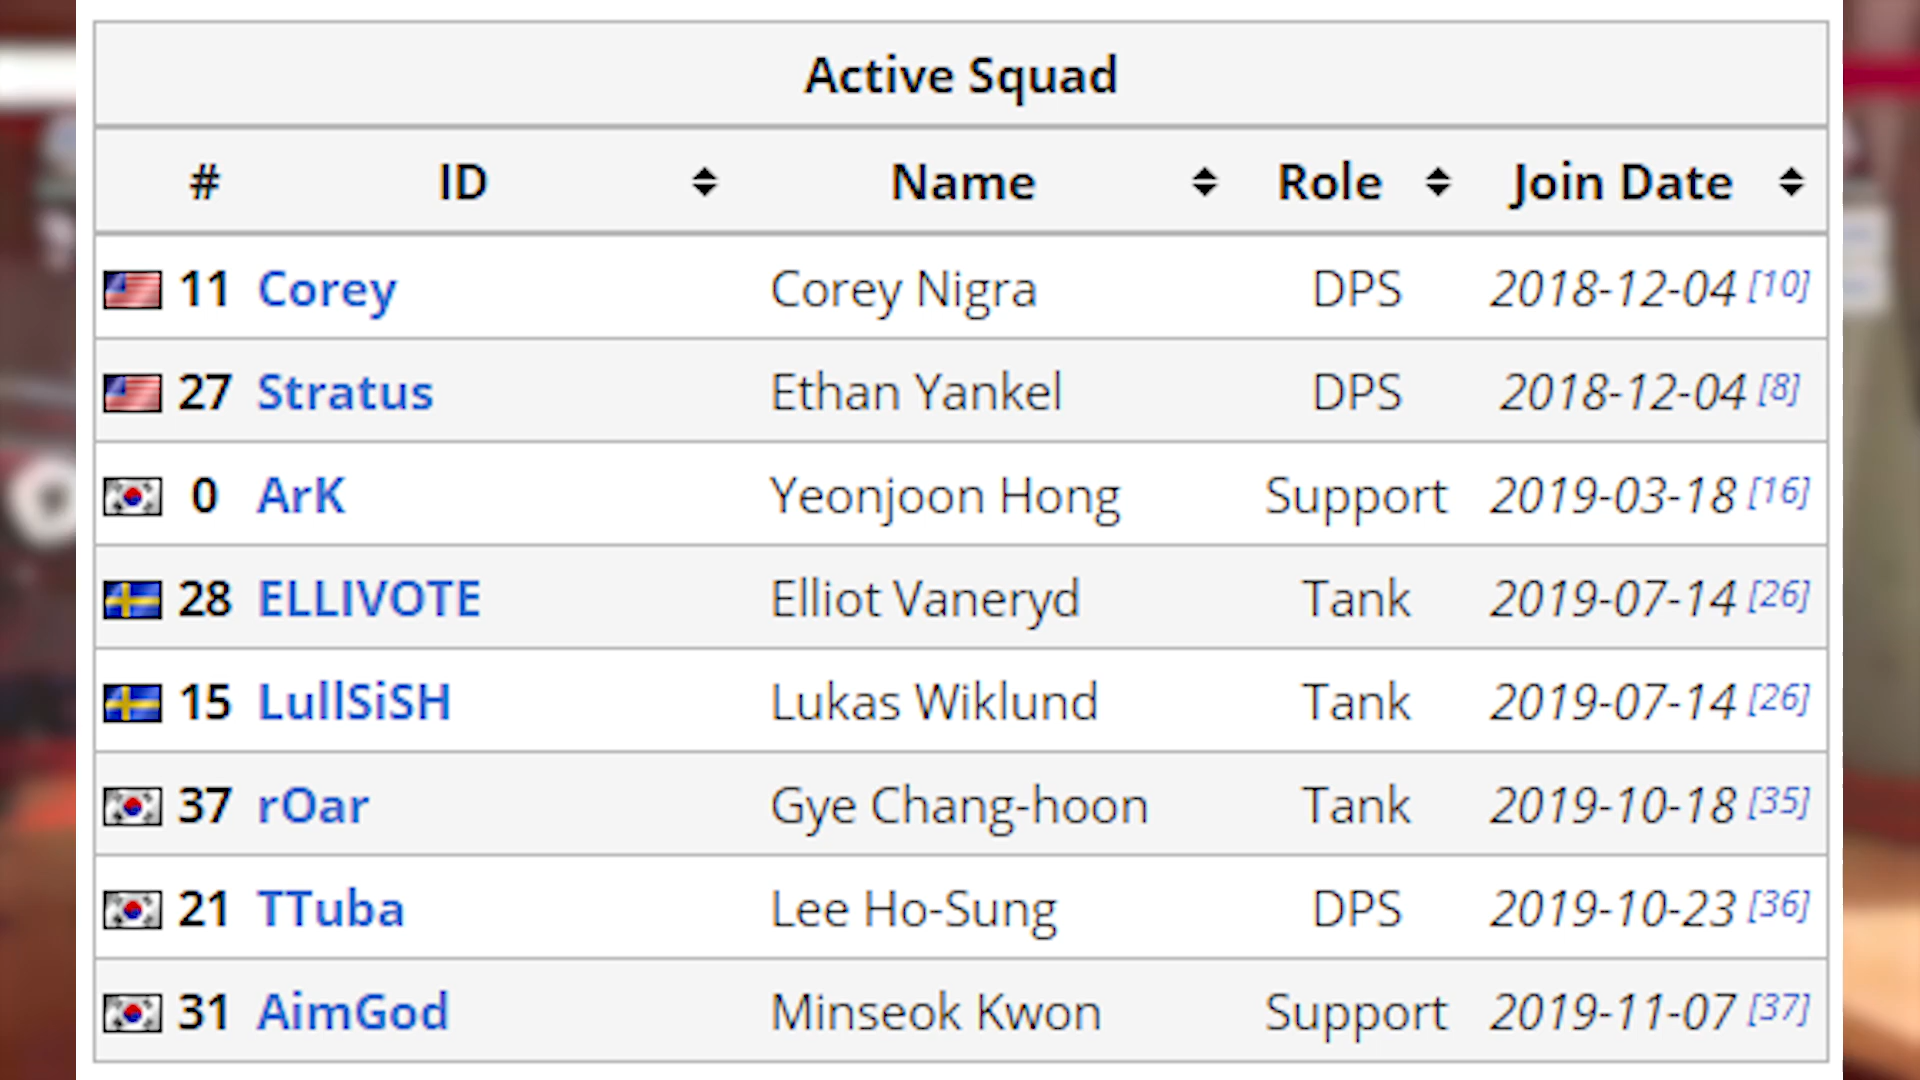 Active Squad
# ID Name Role Join Date
11 Corey Corey Nigra DPS 2018-12-04 [10]
27 Stratus Ethan Yankel DPS 2018-12-04 [8]
0 ArK Yeonjoon Hong Support 2019-03-18 [16]
28 ELLIVOTE Elliot Vaneryd Tank 2019-07-14 [26]
15 LullSiSH Lukas Wiklund Tank 2019-07-14 [26]
37 rOar Gye Chang-hoon Tank 2019-10-18 [35]
21 TTuba Lee Ho-Sung DPS 2019-10-23 [36]
31 AimGod Minseok Kwon Support 2019-11-07 [37]